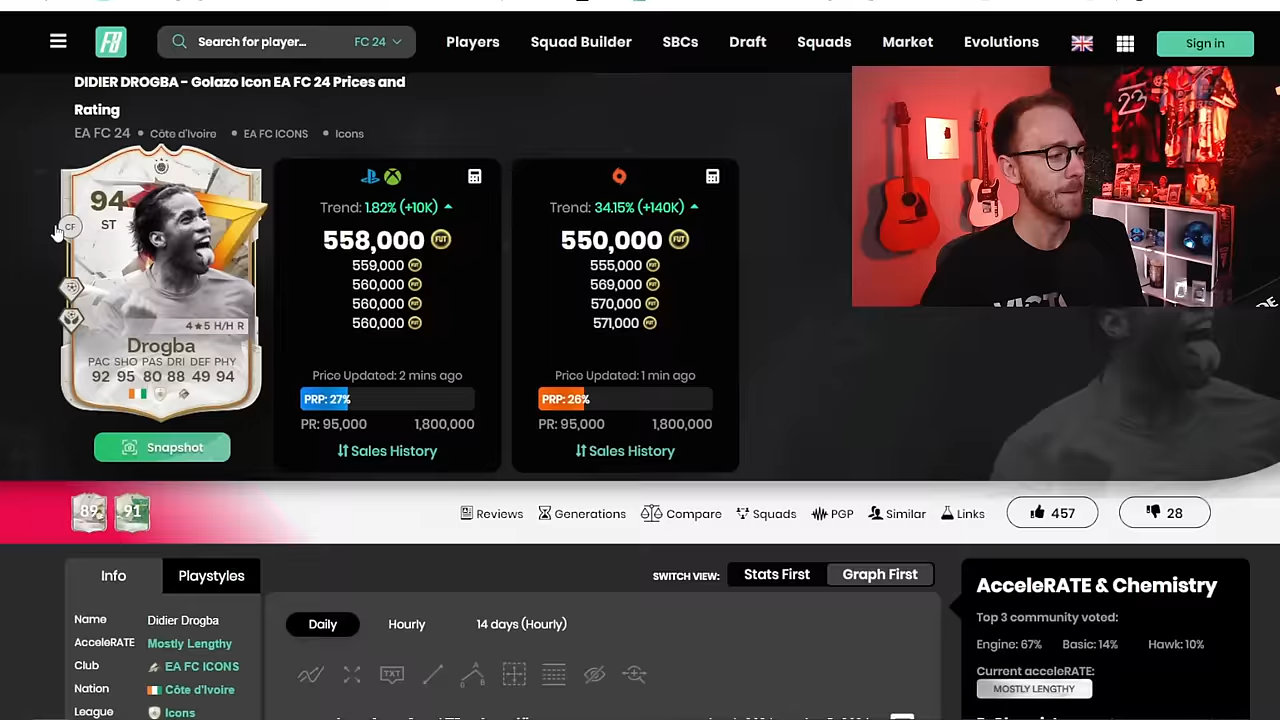 Search for player...
FC 24
Players
Squad Builder
SBCs
Draft
Squads
Market
Evolutions
Sign in
DIDIER DROGBA - Golazo Icon EA FC 24 Prices and
Rating
EA FC 24 • Côte d'Ivoire • EA FC ICONS • Icons
94
ST
CF
4★5 H/H R
Drogba
PAC SHO PAS DRI DEF PHY
92 95 80 88 49 94
Snapshot
Trend: 1.82% (+10K)
558,000
559,000
560,000
560,000
560,000
Price Updated: 2 mins ago
PRP: 27%
PR: 95,000 1,800,000
Sales History
Trend: 34.15% (+140K)
550,000
555,000
569,000
570,000
571,000
Price Updated: 1 min ago
PRP: 26%
PR: 95,000 1,800,000
Sales History
23
89
91
Reviews
Generations
Compare
Squads
PGP
Similar
Links
457
28
Info
Playstyles
Name Didier Drogba
AcceleRATE Mostly Lengthy
Club EA FC ICONS
Nation Côte d'Ivoire
League Icons
SWITCH VIEW:
Stats First
Graph First
Daily
Hourly
14 days (Hourly)
TXT
AcceleRATE & Chemistry
Top 3 community voted:
Engine: 67% Basic: 14% Hawk: 10%
Current acceleRATE:
MOSTLY LENGTHY